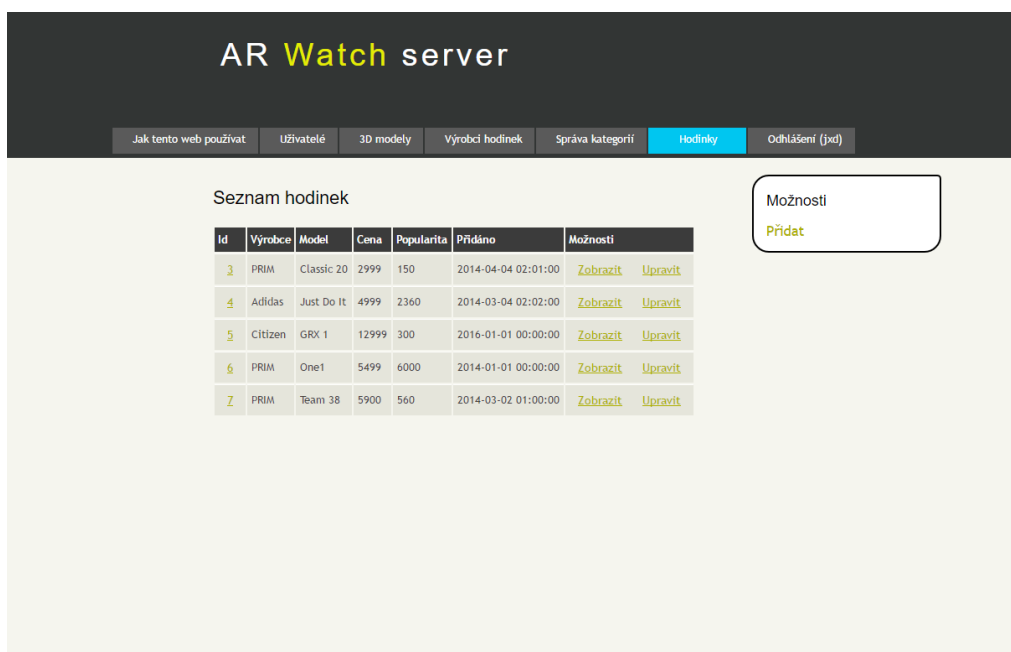 AR Watch server
Jak tento web používat Uživatelé 3D modely Výrobci hodinek Správa kategorií Hodinky Odhlášení (jxd)
Seznam hodinek
Id Výrobce Model Cena Popularita Přidáno Možnosti
3 PRIM Classic 20 2999 150 2014-04-04 02:01:00 Zobrazit Upravit
4 Adidas Just Do It 4999 2360 2014-03-04 02:02:00 Zobrazit Upravit
5 Citizen GRX 1 12999 300 2016-01-01 00:00:00 Zobrazit Upravit
6 PRIM One1 5499 6000 2014-01-01 00:00:00 Zobrazit Upravit
7 PRIM Team 38 5900 560 2014-03-02 01:00:00 Zobrazit Upravit
Možnosti
Přidat